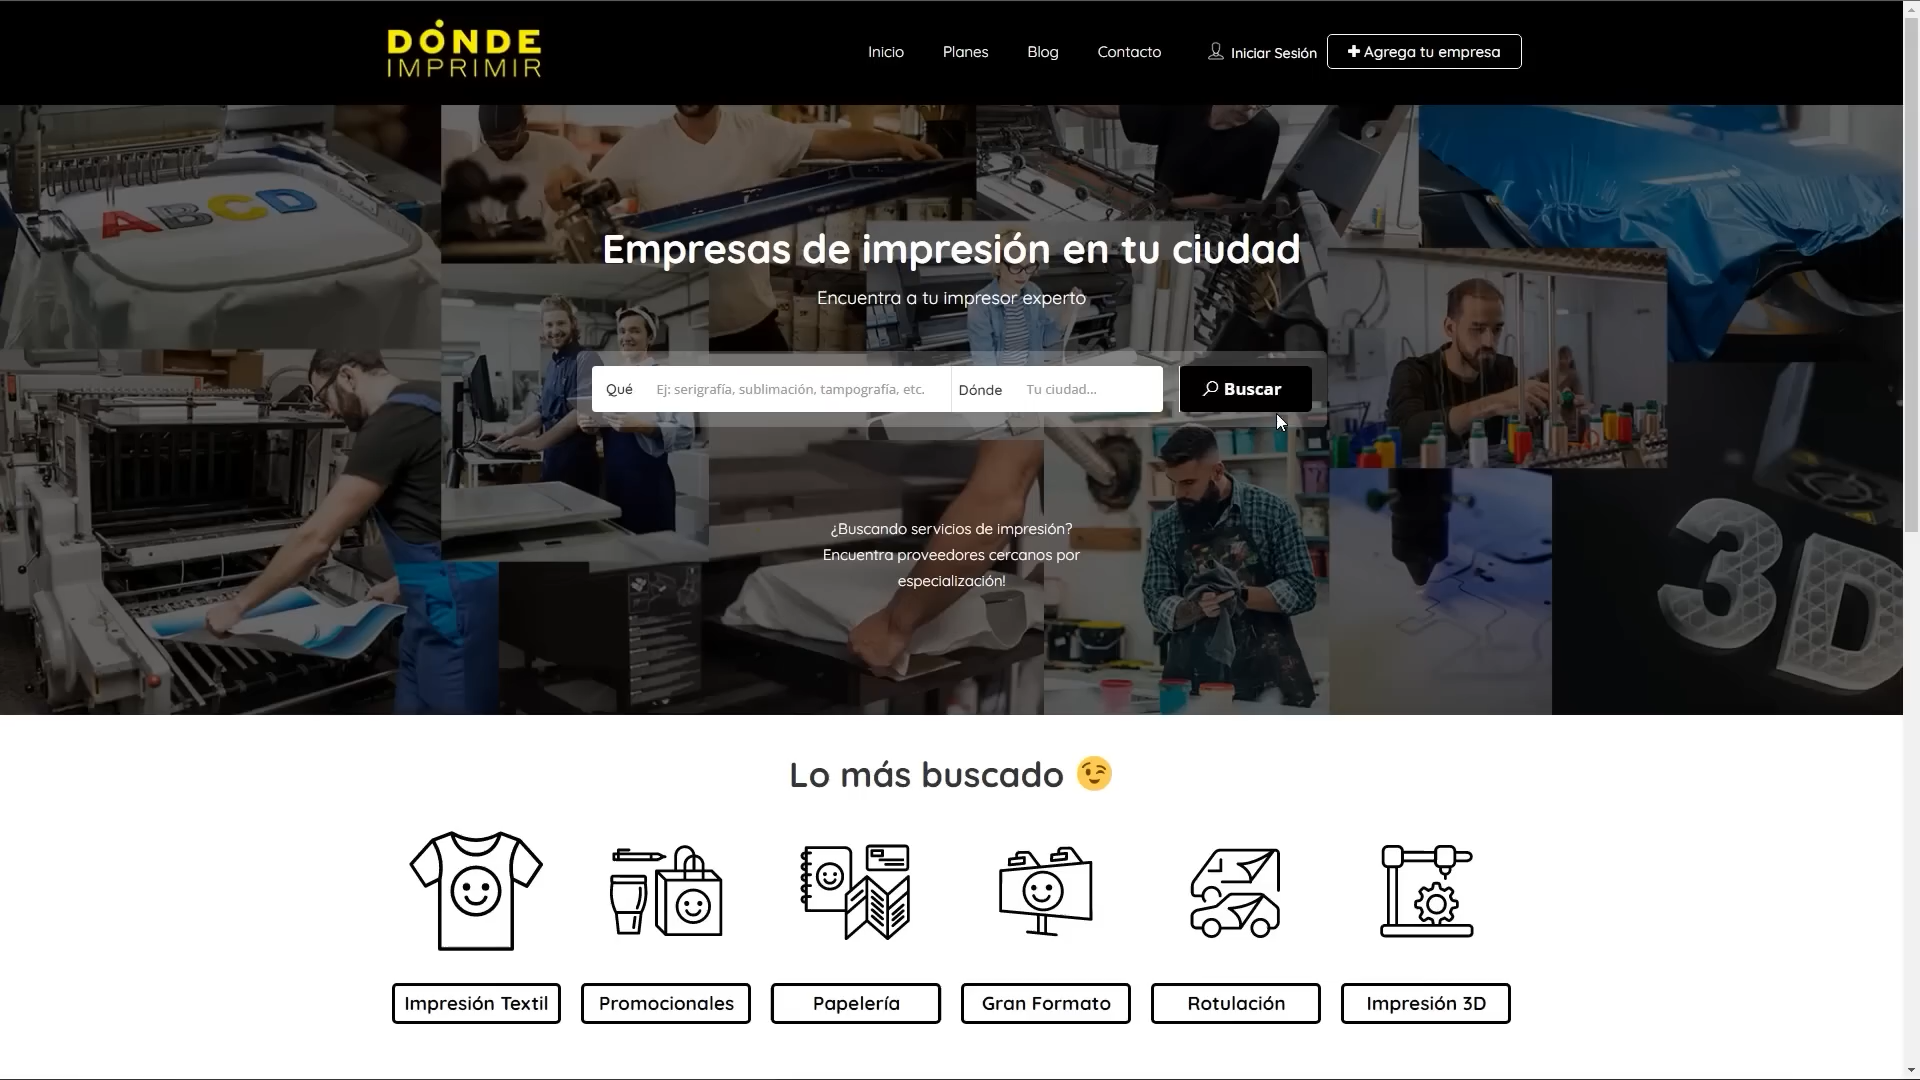 DÓNDE
IMPRIMIR
Inicio
Planes
Blog
Contacto
Iniciar Sesión
Agrega tu empresa
ABCD
Empresas de impresión en tu ciudad
Encuentra a tu impresor experto
Qué
Ej: serigrafía, sublimación, tampografía, etc.
Dónde
Tu ciudad...
Buscar
¿Buscando servicios de impresión?
Encuentra proveedores cercanos por
especialización!
3D
Lo más buscado 😉
Impresión Textil
Promocionales
Papelería
Gran Formato
Rotulación
Impresión 3D